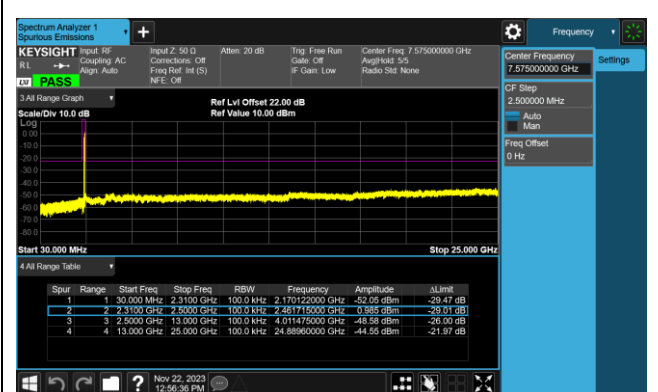 Spectrum Analyzer 1
Spurious Emissions
+
Frequency
KEYSIGHT
RL
LXI
PASS
Input: RF
Coupling: AC
Align: Auto
Input Z: 50 Ω
Corrections: Off
Freq Ref: Int (S)
NFE: Off
Atten: 20 dB
Trig: Free Run
Gate: Off
IF Gain: Low
Center Freq: 7.575000000 GHz
Avg|Hold: 5/5
Radio Std: None
Center Frequency
7.575000000 GHz
Settings
CF Step
2.500000 MHz
Auto
Man
Freq Offset
0 Hz
3 All Range Graph
Scale/Div 10.0 dB
Ref Lvl Offset 22.00 dB
Ref Value 10.00 dBm
Log
0.00
-10.0
-20.0
-30.0
-40.0
-50.0
-60.0
-70.0
-80.0
Start 30.000 MHz
Stop 25.000 GHz
4 All Range Table
Spur Range Start Freq Stop Freq RBW Frequency Amplitude ΔLimit
1 1 30.000 MHz 2.3100 GHz 100.0 kHz 2.170122000 GHz -52.05 dBm -29.47 dB
2 2 2.3100 GHz 2.5000 GHz 100.0 kHz 2.461715000 GHz 0.985 dBm -29.01 dB
3 3 2.5000 GHz 13.000 GHz 100.0 kHz 4.011475000 GHz -48.58 dBm -26.00 dB
4 4 13.000 GHz 25.000 GHz 100.0 kHz 24.88960000 GHz -44.55 dBm -21.97 dB
?
Nov 22, 2023
12:56:36 PM